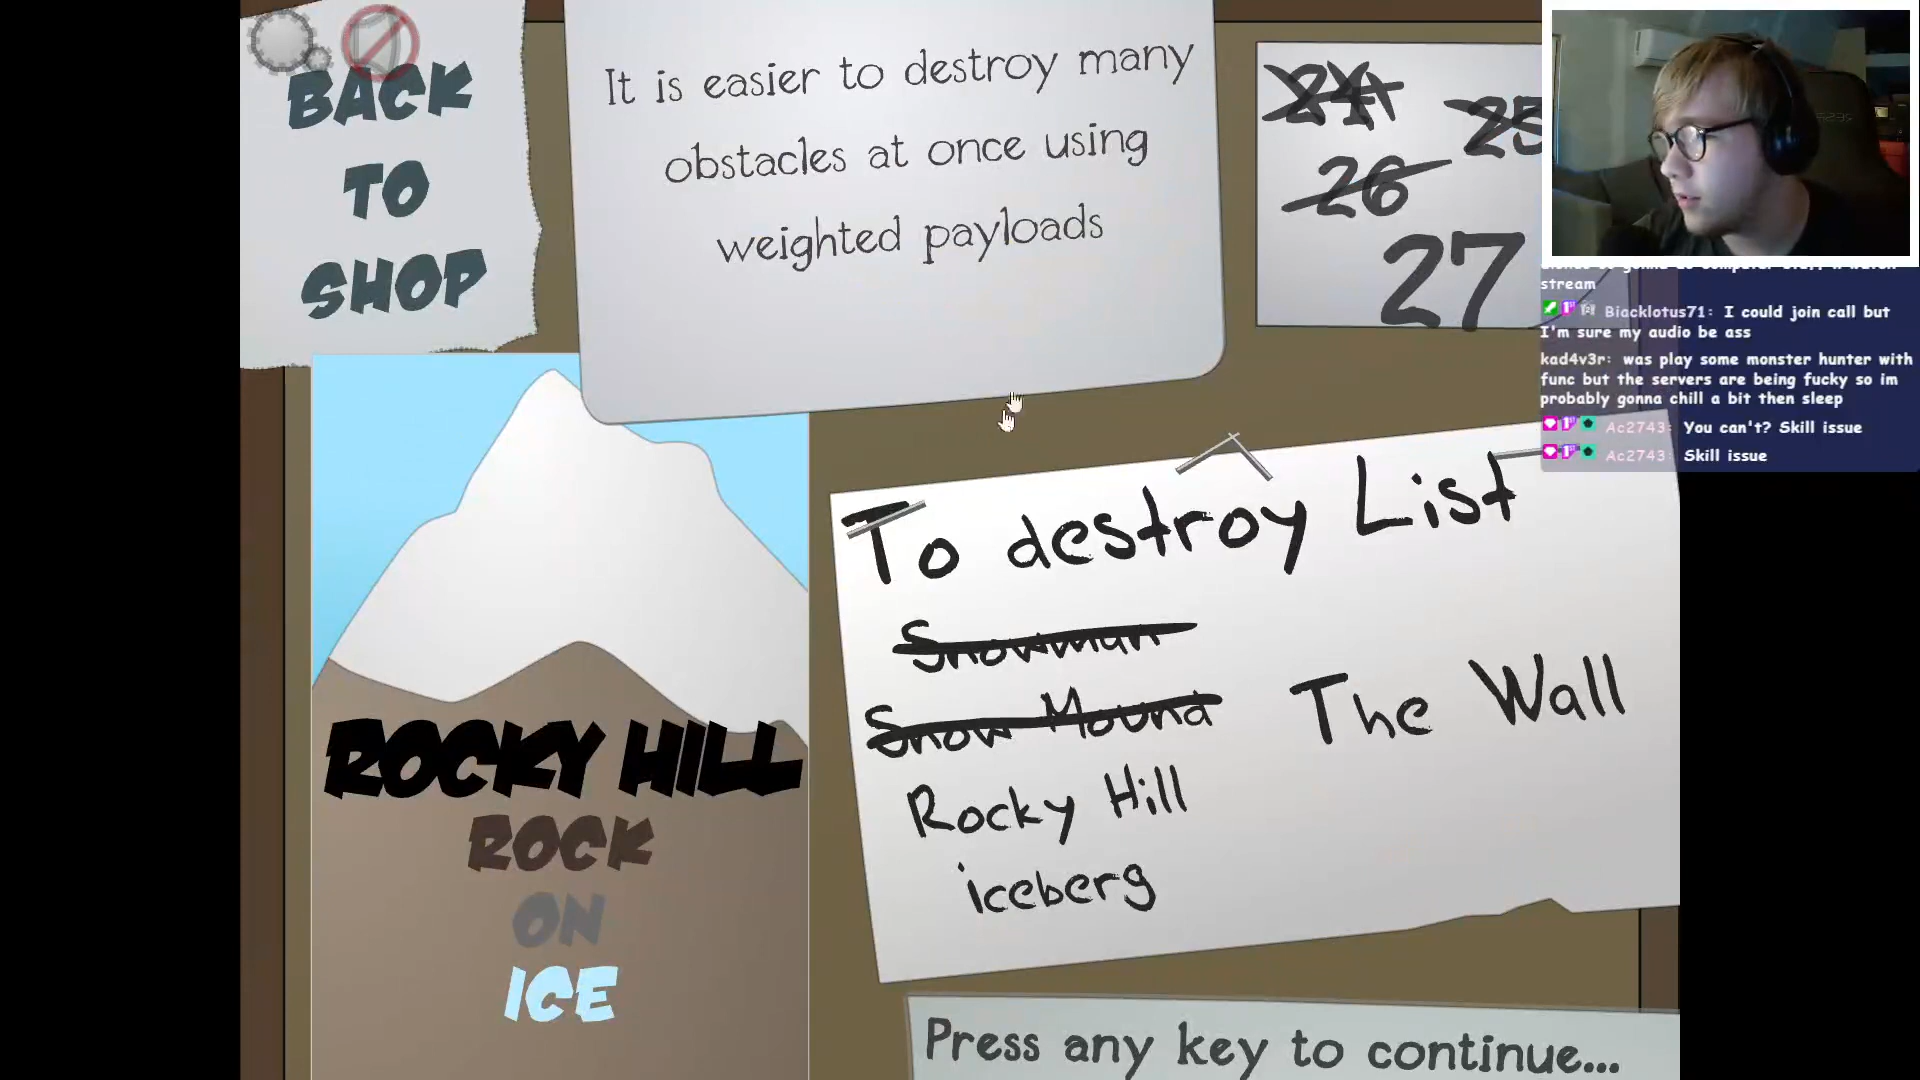 BACK
TO
SHOP
It is easier to destroy many
obstacles at once using
weighted payloads
24
25
26
27
stream
Biacklotus71: I could join call but
I'm sure my audio be ass
kad4v3r: was play some monster hunter with
func but the servers are being fucky so im
probably gonna chill a bit then sleep
Ac2743: You can't? Skill issue
Ac2743: Skill issue
To destroy List
Snowman
Snow Mound
The Wall
Rocky Hill
iceberg
ROCKY HILL
ROCK
ON
ICE
Press any key to continue...